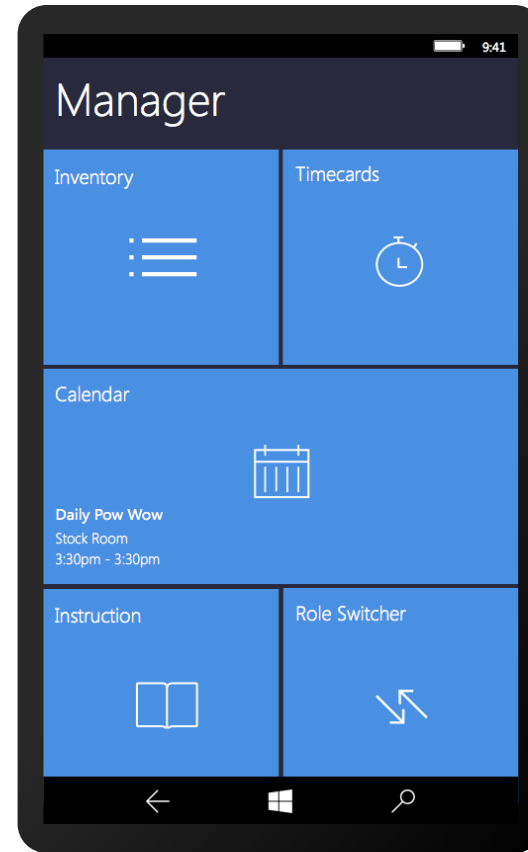 9:41
Manager
Inventory
Timecards
Calendar
Daily Pow Wow
Stock Room
3:30pm - 3:30pm
Instruction
Role Switcher